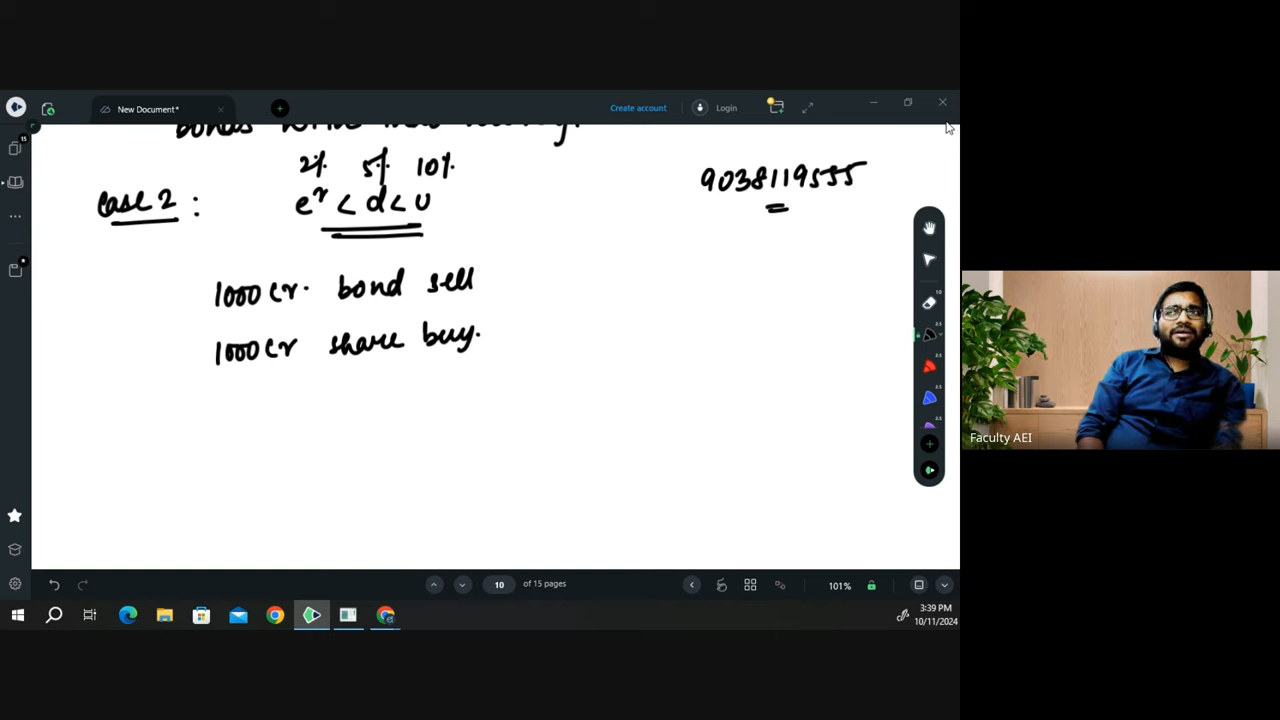 New Document*
Create account
Login
bonds
2% 5% 10%
Case 2 : e^r < d < u
9038119555
1000 Cr. bond sell
1000 Cr share buy.
Faculty AEI
10 of 15 pages
101%
3:39 PM
10/11/2024